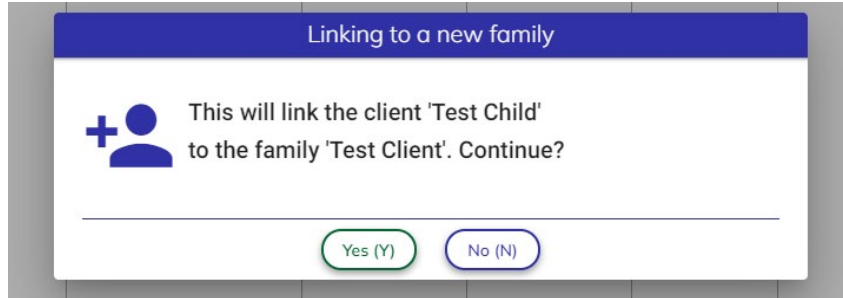 Linking to a new family
This will link the client 'Test Child'
to the family 'Test Client'. Continue?
Yes (Y)
No (N)